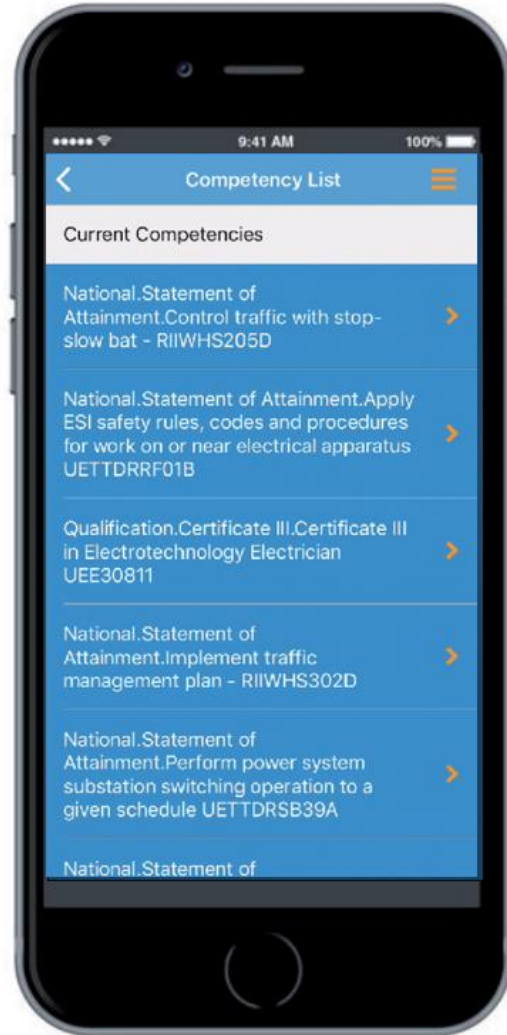 9:41 AM
100%
Competency List
Current Competencies
National.Statement of
Attainment.Control traffic with stop-
slow bat - RIIWHS205D
National.Statement of Attainment.Apply
ESI safety rules, codes and procedures
for work on or near electrical apparatus
UETTDRRF01B
Qualification.Certificate III.Certificate III
in Electrotechnology Electrician
UEE30811
National.Statement of
Attainment.Implement traffic
management plan - RIIWHS302D
National.Statement of
Attainment.Perform power system
substation switching operation to a
given schedule UETTDRSB39A
National.Statement of